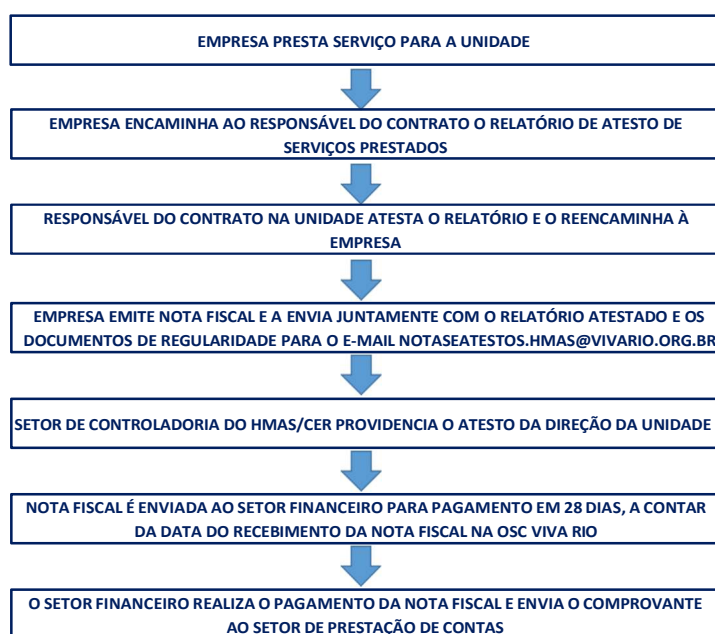 EMPRESA PRESTA SERVIÇO PARA A UNIDADE
EMPRESA ENCAMINHA AO RESPONSÁVEL DO CONTRATO O RELATÓRIO DE ATESTO DE
SERVIÇOS PRESTADOS
RESPONSÁVEL DO CONTRATO NA UNIDADE ATESTA O RELATÓRIO E O REENCAMINHA À
EMPRESA
EMPRESA EMITE NOTA FISCAL E A ENVIA JUNTAMENTE COM O RELATÓRIO ATESTADO E OS
DOCUMENTOS DE REGULARIDADE PARA O E-MAIL NOTASEATESTOS.HMAS@VIVARIO.ORG.BR
SETOR DE CONTROLADORIA DO HMAS/CER PROVIDENCIA O ATESTO DA DIREÇÃO DA UNIDADE
NOTA FISCAL É ENVIADA AO SETOR FINANCEIRO PARA PAGAMENTO EM 28 DIAS, A CONTAR
DA DATA DO RECEBIMENTO DA NOTA FISCAL NA OSC VIVA RIO
O SETOR FINANCEIRO REALIZA O PAGAMENTO DA NOTA FISCAL E ENVIA O COMPROVANTE
AO SETOR DE PRESTAÇÃO DE CONTAS